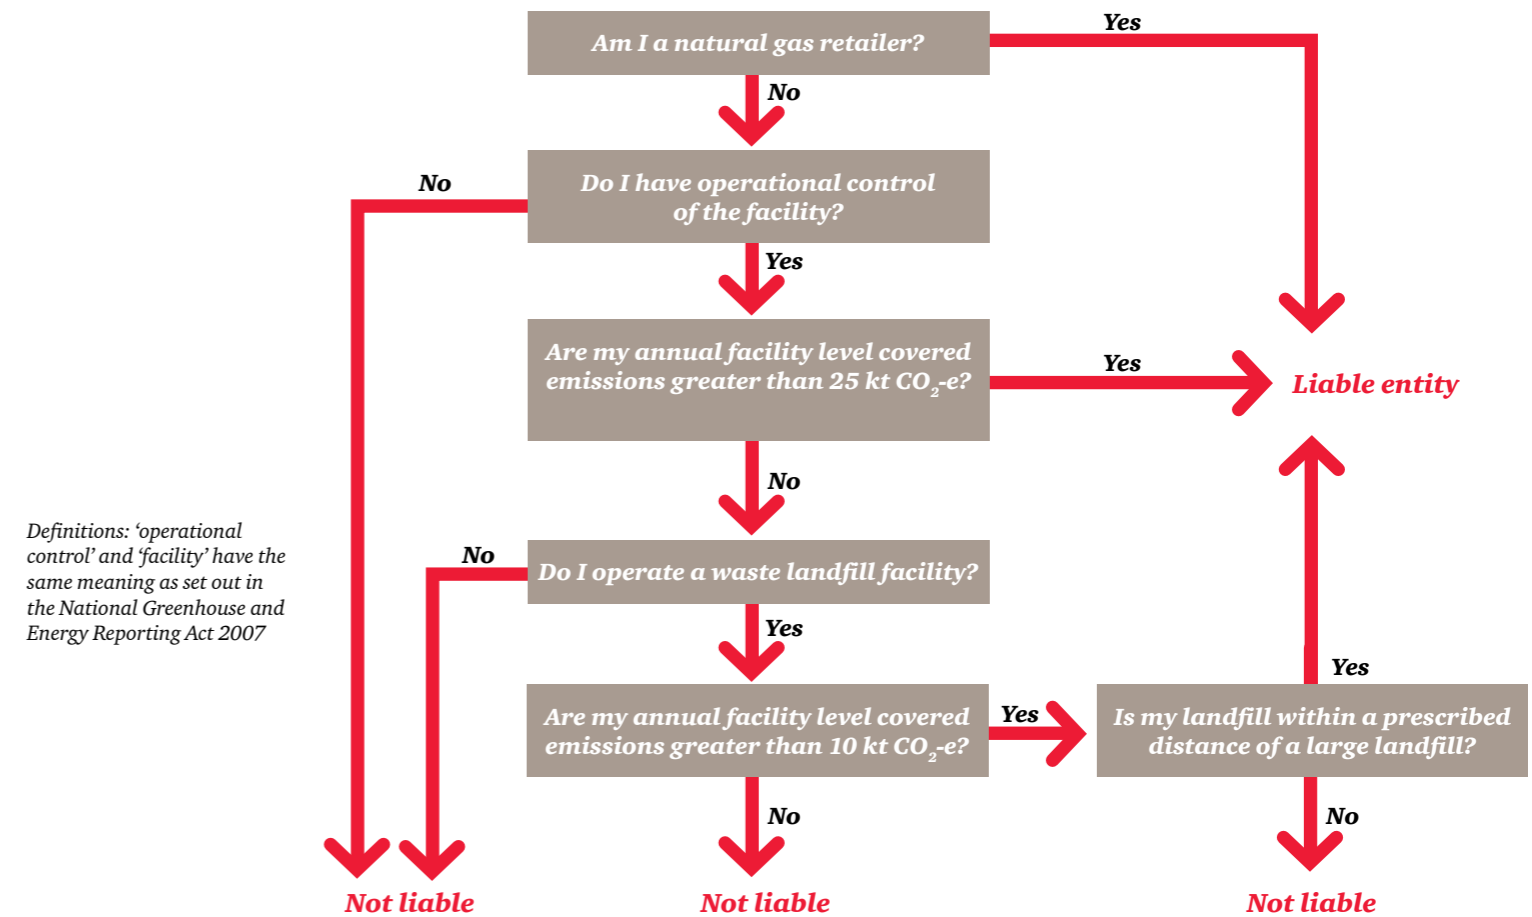 Am I a natural gas retailer?
Yes
No
Do I have operational control
of the facility?
No
Yes
Are my annual facility level covered
emissions greater than 25 kt CO₂-e?
Yes
Liable entity
No
Definitions: ‘operational
control’ and ‘facility’ have the
same meaning as set out in
the National Greenhouse and
Energy Reporting Act 2007
Do I operate a waste landfill facility?
No
Yes
Are my annual facility level covered
emissions greater than 10 kt CO₂-e?
Yes
Is my landfill within a prescribed
distance of a large landfill?
Yes
No
No
Not liable
Not liable
Not liable